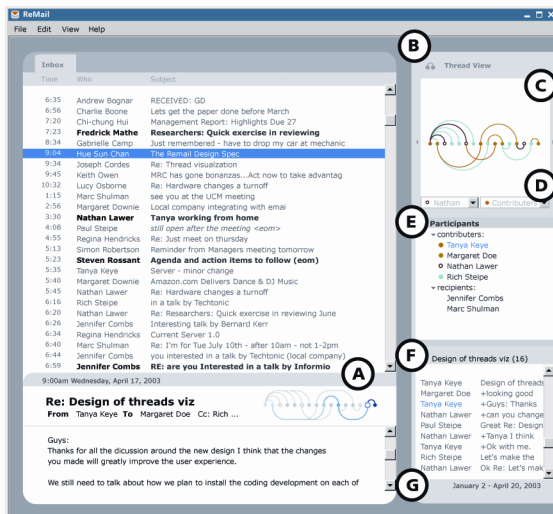 ReMail
File Edit View Help
B
Inbox
Thread View
Time Who Subject
C
6:35 Andrew Bognar RECEIVED: GD
6:56 Charlie Boone Lets get the paper done before March
7:20 Chi-chung Hui Management Report: Highlights Due 27
7:23 Fredrick Mathe Researchers: Quick exercise in reviewing
8:34 Gabrielle Camp Just remembered - have to drop my car at mechanic
9:04 Hue Sun Chan The Remail Design Spec
9:34 Joseph Cordes Re: Thread visualzation
9:45 Keith Owen MRC has gone bonanzas...Act now to take advantag
10:32 Lucy Osborne Re: Hardware changes a turnoff
1:15 Marc Shulman see you at the UCM meeting
2:56 Margaret Downie Local company integrating with emai
3:30 Nathan Lawer Tanya working from home
4:08 Paul Steipe still open after the meeting <eom>
4:55 Regina Hendricks Re: Just meet on thursday
5:13 Simon Robertson Reminder from Managers meeting tomorrow
5:23 Steven Rossant Agenda and action items to follow (eom)
5:35 Tanya Keye Server - minor change
5:40 Margaret Downie Amazon.com Delivers Dance & DJ Music
5:45 Nathan Lawer Re: Hardware changes a turnoff
6:16 Rich Steipe in a talk by Techtonic
6:20 Nathan Lawer Re: Researchers: Quick exercise in reviewing June
6:26 Jennifer Combs Interesting talk by Bernard Kerr
6:34 Regina Hendricks Current Server 1.0
6:40 Marc Shulman Re: I'm for Tue July 10th - after 10am - not 1-2pm
6:44 Jennifer Combs you interested in a talk by Techtonic (local company)
6:59 Jennifer Combs RE: are you Interested in a talk by Informio
D
Nathan Contributers
E
Participants
contributers:
Tanya Keye
Margaret Doe
Nathan Lawer
Rich Steipe
recipients:
Jennifer Combs
Marc Shulman
A
9:00am Wednesday, April 17, 2003
Re: Design of threads viz
From Tanya Keye To Margaret Doe Cc: Rich ...
Guys:
Thanks for all the dicussion around the new design I think that the changes
you made will greatly improve the user experience.
We still need to talk about how we plan to install the coding development on each of
F
Design of threads viz (16)
Tanya Keye Design of threads
Margaret Doe +looking good
Tanya Keye +Guys: Thanks
Nathan Lawer +can you change
Paul Steipe Great Re: Design
Nathan Lawer +Tanya I think
Tanya Keye +Ok with me.
Rich Steipe Let's make the
Nathan Lawer Ok Re: Let's mak
G
January 2 - April 20, 2003